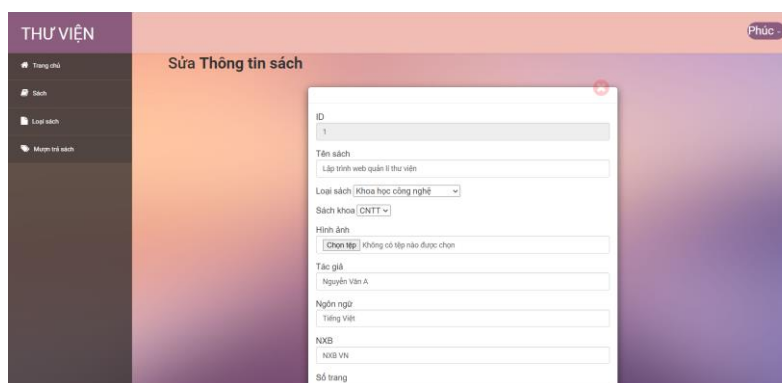 THƯ VIỆN
Phúc -
Trang chủ
Sửa Thông tin sách
Sách
Loại sách
Mượn trả sách
ID
1
Tên sách
Lập trình web quản lí thư viện
Loại sách Khoa học công nghệ
Sách khoa CNTT
Hình ảnh
Chọn tệp Không có tệp nào được chọn
Tác giả
Nguyễn Văn A
Ngôn ngữ
Tiếng Việt
NXB
NXB VN
Số trang